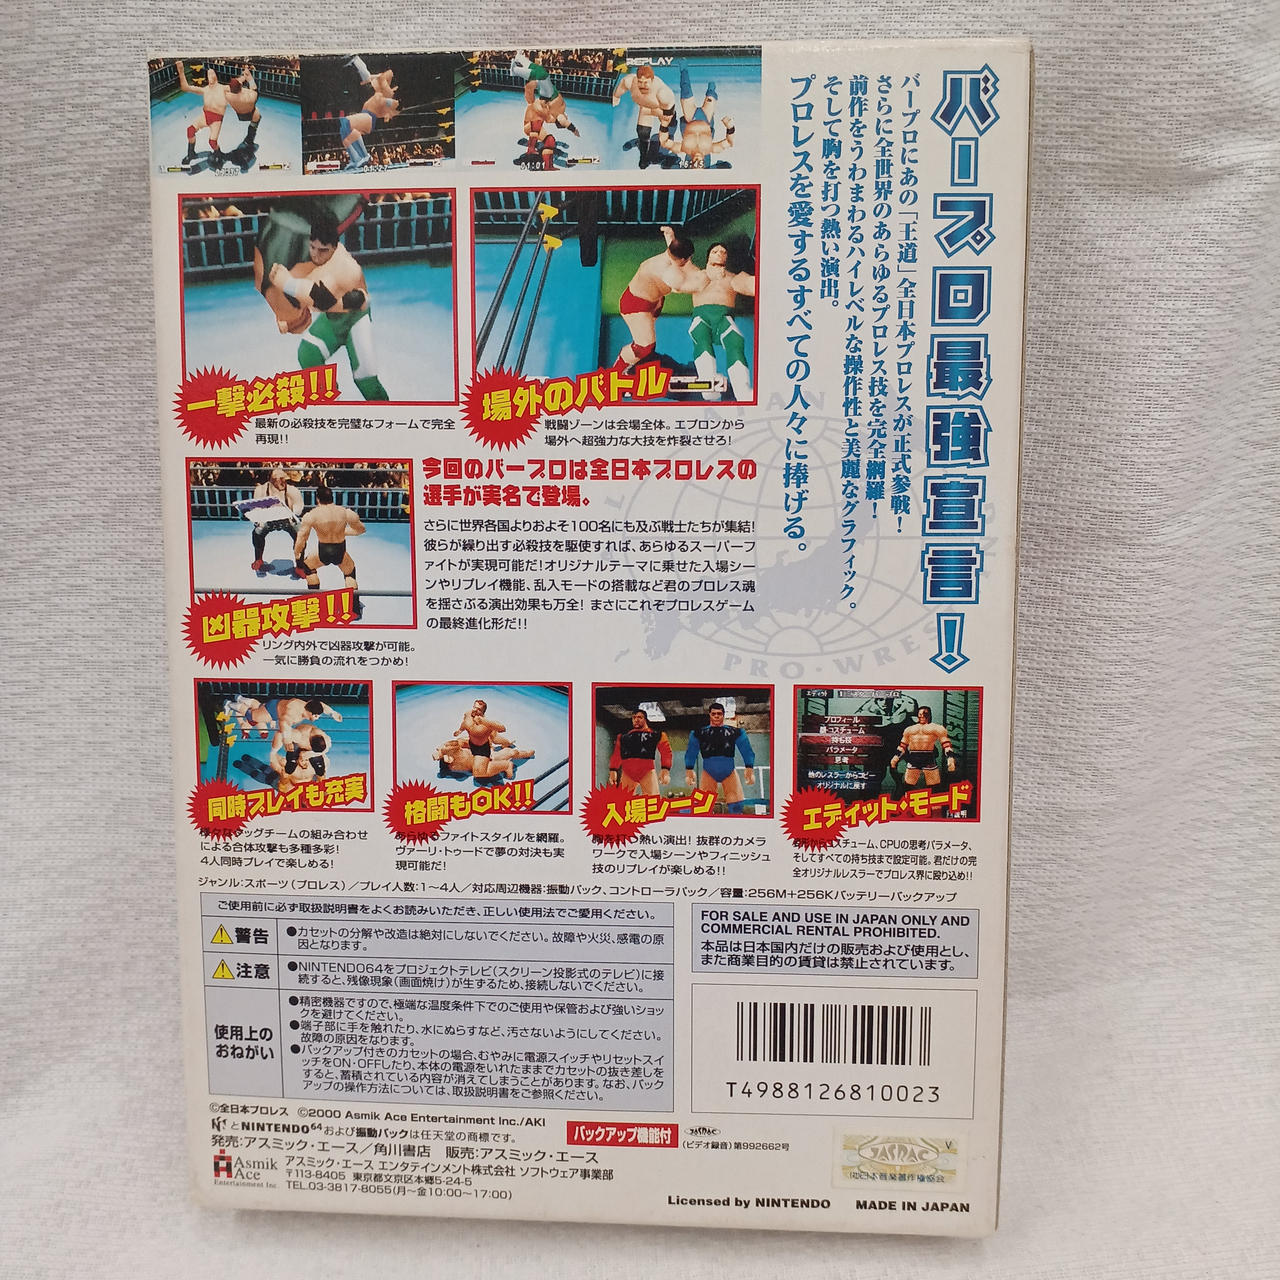 バープロ最強宣言!
バープロにあの「王道」全日本プロレスが正式参戦!
さらに全世界のあらゆるプロレス技を完全網羅!
前作をうわまわるハイレベルな操作性と美麗なグラフィック。
そして胸を打つ熱い演出。
プロレスを愛するすべての人々に捧げる。
REPLAY
01:01
一撃必殺!!
最新の必殺技を完璧なフォームで完全
再現!!
場外のバトル
戦闘ゾーンは会場全体。エプロンから
場外へ超強力な大技を炸裂させろ!
凶器攻撃!!
リング内外で凶器攻撃が可能。
一気に勝負の流れをつかめ!
今回のバープロは全日本プロレスの
選手が実名で登場。
さらに世界各国よりおよそ100名にも及ぶ戦士たちが集結!
彼らが繰り出す必殺技を駆使すれば、あらゆるスーパーフ
ァイトが実現可能だ!オリジナルテーマに乗せた入場シー
ンやリプレイ機能、乱入モードの搭載など君のプロレス魂
を揺さぶる演出効果も万全! まさにこれぞプロレスゲーム
の最終進化形だ!!
PRO・WRES
同時プレイも充実
様々なタッグチームの組み合わせ
による合体攻撃も多種多彩!
4人同時プレイで楽しめる!
格闘もOK!!
あらゆるファイトスタイルを網羅。
ヴァーリ・トゥードで夢の対決も実
現可能だ!
入場シーン
胸を打つ熱い演出! 抜群のカメラ
ワークで入場シーンやフィニッシュ
技のリプレイが楽しめる!!
エディット
プロフィール
顔・コスチューム
持ち技
パラメータ
思考
他のレスラーからコピー
オリジナルに戻す
エディット・モード
体形からコスチューム、CPUの思考パラメータ、
そしてすべての持ち技まで設定可能。君だけの完
全オリジナルレスラーでプロレス界に殴り込め!!
ジャンル:スポーツ(プロレス)/プレイ人数:1〜4人/対応周辺機器:振動パック、コントローラパック/容量:256M+256Kバッテリーバックアップ
ご使用前に必ず取扱説明書をよくお読みいただき、正しい使用法でご愛用ください。
警告
●カセットの分解や改造は絶対にしないでください。故障や火災、感電の原
因となります。
注意
●NINTENDO64をプロジェクトテレビ(スクリーン投影式のテレビ)に接
続すると、残像現象(画面焼け)が生ずるため、接続しないでください。
使用上の
おねがい
●精密機器ですので、極端な温度条件下でのご使用や保管および強いショッ
クを避けてください。
●端子部に手を触れたり、水にぬらすなど、汚さないようにしてください。
故障の原因となります。
●バックアップ付きのカセットの場合、むやみに電源スイッチやリセットスイ
ッチをON・OFFしたり、本体の電源をいれたままでカセットの抜き差しを
すると、蓄積されている内容が消えてしまうことがあります。なお、バック
アップの操作方法については、取扱説明書をご参照ください。
FOR SALE AND USE IN JAPAN ONLY AND
COMMERCIAL RENTAL PROHIBITED.
本品は日本国内だけの販売および使用とし、
また商業目的の賃貸は禁止されています。
T4988126810023
©全日本プロレス ©2000 Asmik Ace Entertainment Inc./AKI
とNINTENDO64および振動パックは任天堂の商標です。
発売:アスミック・エース/角川書店 販売:アスミック・エース
Asmik
Ace
Entertainment Inc.
アスミック・エース エンタテインメント株式会社 ソフトウェア事業部
〒113-8405 東京都文京区本郷5-24-5
TEL.03-3817-8055(月〜金10:00〜17:00)
バックアップ機能付
JASRAC
(ビデオ録音)第992662号
V
JASRAC
(社)日本音楽著作権協会
Licensed by NINTENDO
MADE IN JAPAN